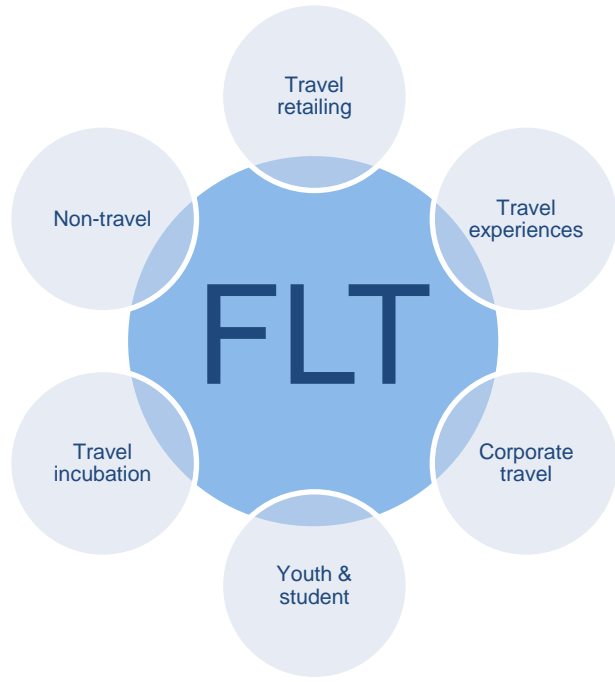 Travel
retailing
Travel
experiences
Corporate
travel
Youth &
student
Travel
incubation
Non-travel
FLT